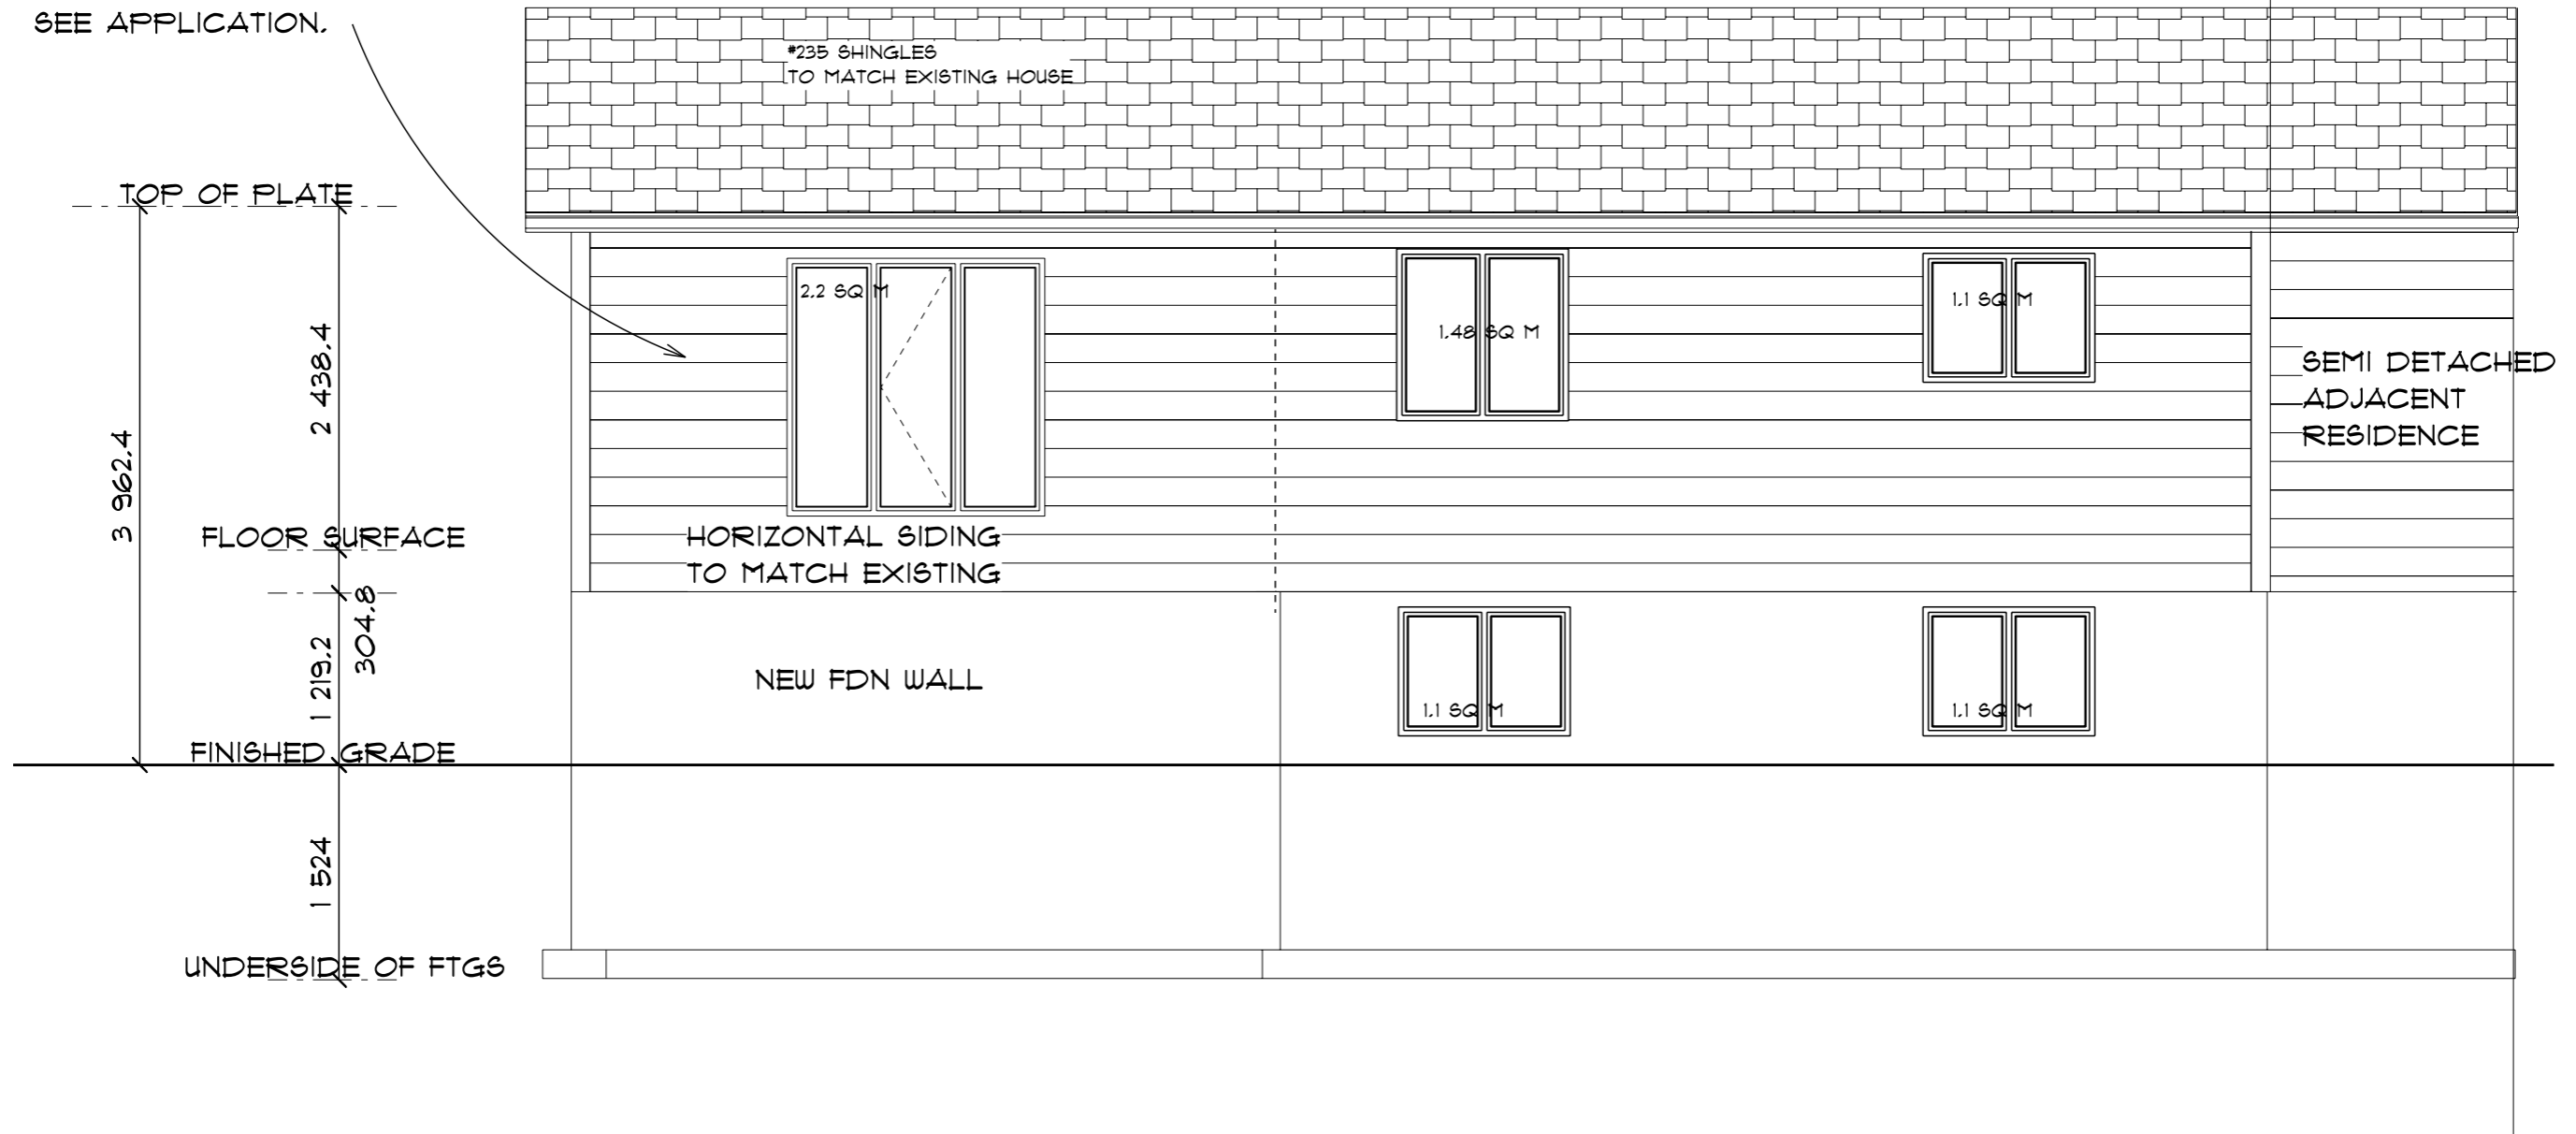 SEE APPLICATION.
#235 SHINGLES
TO MATCH EXISTING HOUSE
TOP OF PLATE
2.2 SQ M
1.48 SQ M
1.1 SQ M
2 438.4
3 962.4
SEMI DETACHED
ADJACENT
RESIDENCE
FLOOR SURFACE
HORIZONTAL SIDING
TO MATCH EXISTING
304.8
1 219.2
NEW FDN WALL
1.1 SQ M
1.1 SQ M
FINISHED GRADE
1 524
UNDERSIDE OF FTGS